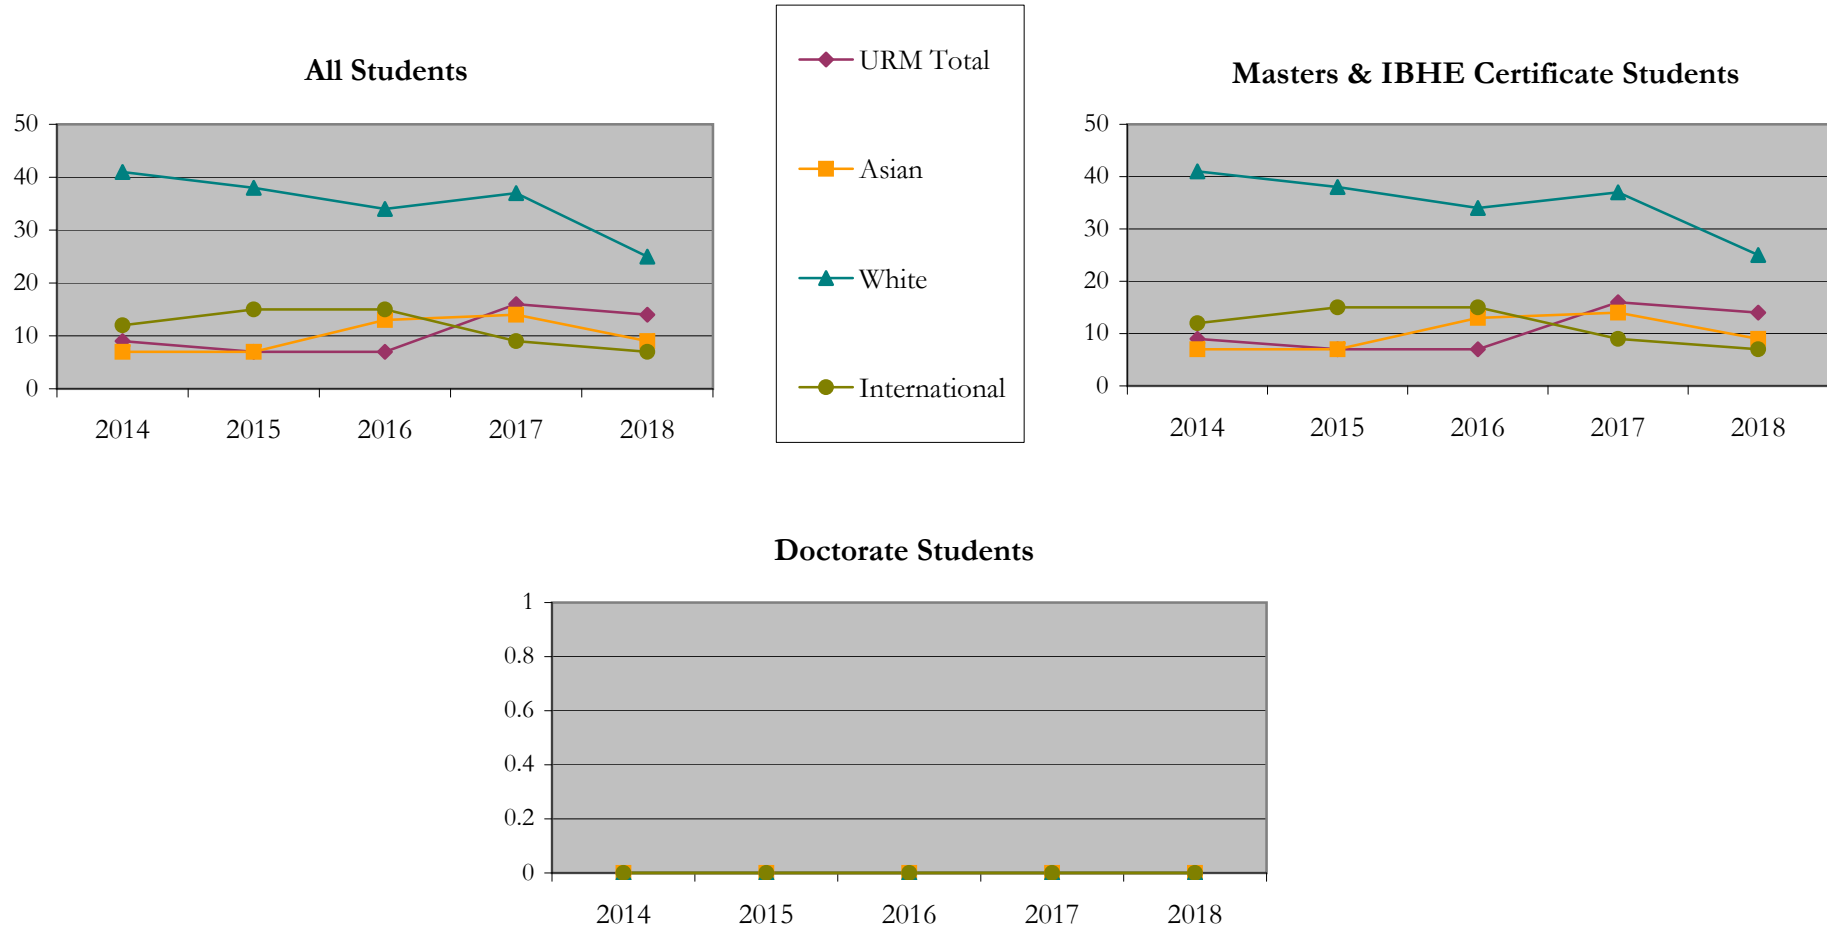 All Students
50
40
30
20
10
0
2014 2015 2016 2017 2018
URM Total
Asian
White
International
Masters & IBHE Certificate Students
50
40
30
20
10
0
2014 2015 2016 2017 2018
Doctorate Students
1
0.8
0.6
0.4
0.2
0
2014 2015 2016 2017 2018